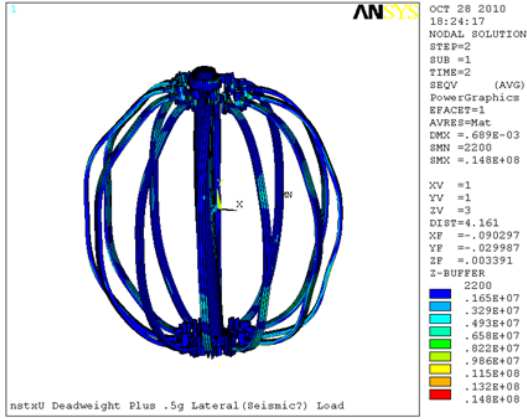 1
ANSYS
OCT 28 2010
18:24:17
NODAL SOLUTION
STEP=2
SUB =1
TIME=2
SEQV (AVG)
PowerGraphics
EFACET=1
AVRES=Mat
DMX =.689E-03
SMN =2200
SMX =.148E+08
XV =1
YV =1
ZV =3
DIST=4.161
XF =-.090297
YF =-.029987
ZF =.003391
Z-BUFFER
2200
.165E+07
.329E+07
.493E+07
.658E+07
.822E+07
.986E+07
.115E+08
.132E+08
.148E+08
MN
X
nstxU Deadweight Plus .5g Lateral(Seismic?) Load